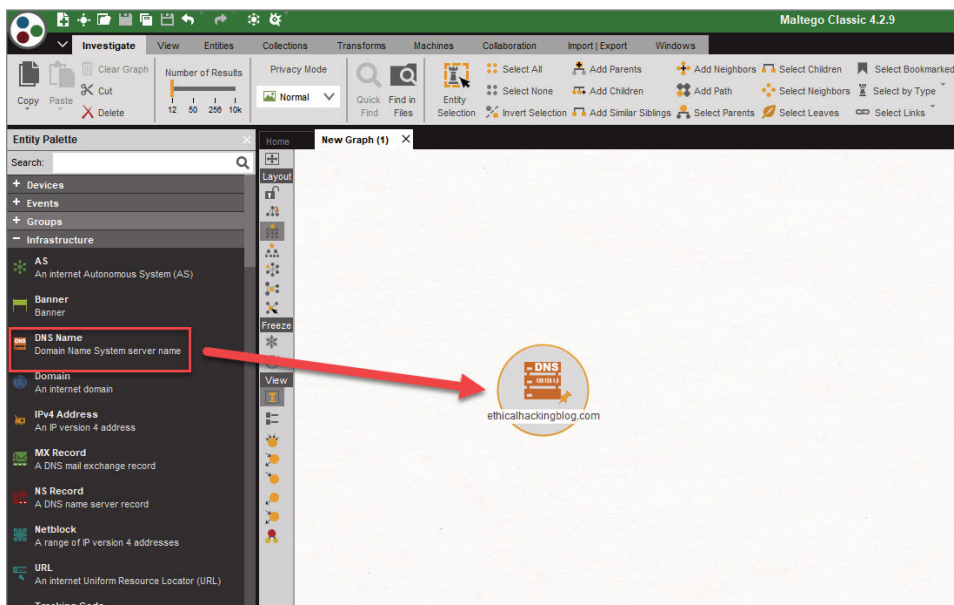 Maltego Classic 4.2.9
Investigate View Entities Collections Transforms Machines Collaboration Import | Export Windows
Copy
Paste
Clear Graph
Cut
Delete
Number of Results
12 50 256 10k
Privacy Mode
Normal
Quick Find
Find in Files
Entity Selection
Select All
Select None
Invert Selection
Add Parents
Add Children
Add Similar Siblings
Add Neighbors
Add Path
Select Parents
Select Children
Select Neighbors
Select Leaves
Select Bookmarked
Select by Type
Select Links
Entity Palette
Home
New Graph (1)
Search:
Layout
Freeze
View
+ Devices
+ Events
+ Groups
- Infrastructure
AS
An internet Autonomous System (AS)
Banner
Banner
DNS Name
Domain Name System server name
Domain
An internet domain
IPv4 Address
An IP version 4 address
MX Record
A DNS mail exchange record
NS Record
A DNS name server record
Netblock
A range of IP version 4 addresses
URL
An internet Uniform Resource Locator (URL)
Tracking Code
DNS
ethicalhackingblog.com